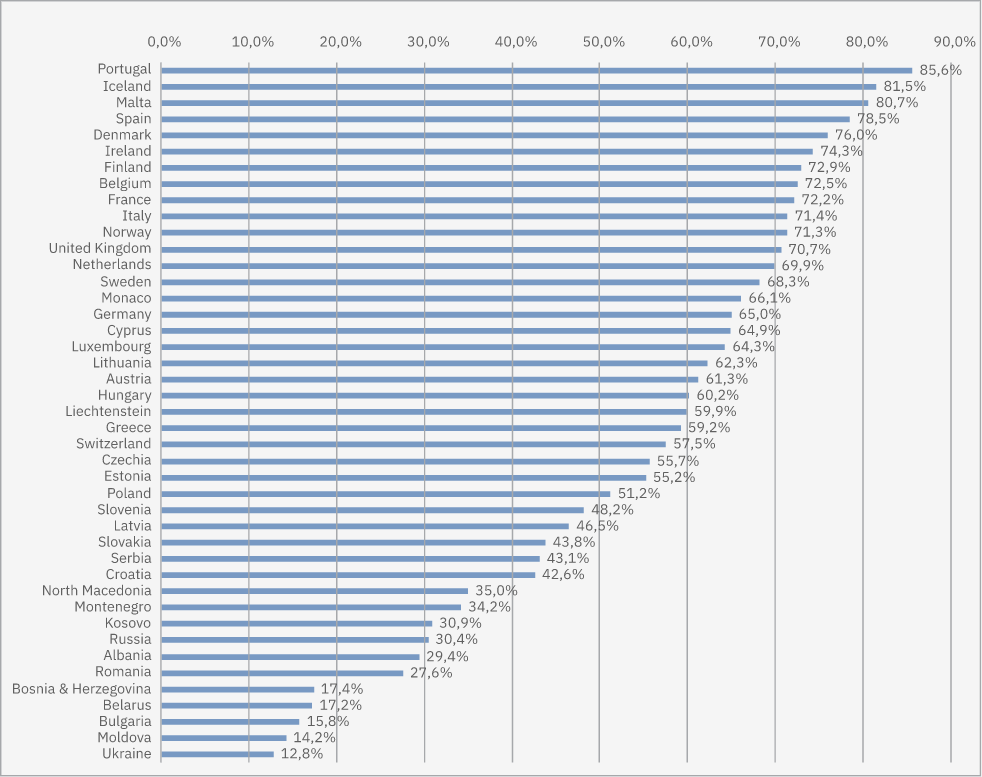 0,0% 10,0% 20,0% 30,0% 40,0% 50,0% 60,0% 70,0% 80,0% 90,0%
Portugal 85,6%
Iceland 81,5%
Malta 80,7%
Spain 78,5%
Denmark 76,0%
Ireland 74,3%
Finland 72,9%
Belgium 72,5%
France 72,2%
Italy 71,4%
Norway 71,3%
United Kingdom 70,7%
Netherlands 69,9%
Sweden 68,3%
Monaco 66,1%
Germany 65,0%
Cyprus 64,9%
Luxembourg 64,3%
Lithuania 62,3%
Austria 61,3%
Hungary 60,2%
Liechtenstein 59,9%
Greece 59,2%
Switzerland 57,5%
Czechia 55,7%
Estonia 55,2%
Poland 51,2%
Slovenia 48,2%
Latvia 46,5%
Slovakia 43,8%
Serbia 43,1%
Croatia 42,6%
North Macedonia 35,0%
Montenegro 34,2%
Kosovo 30,9%
Russia 30,4%
Albania 29,4%
Romania 27,6%
Bosnia & Herzegovina 17,4%
Belarus 17,2%
Bulgaria 15,8%
Moldova 14,2%
Ukraine 12,8%